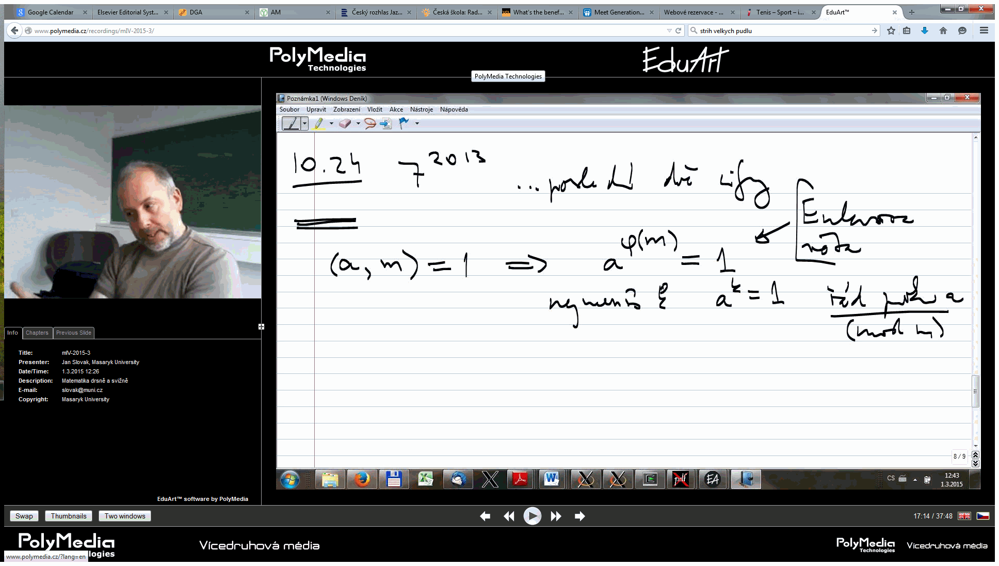 Google Calendar
Elsevier Editorial Syst...
DGA
AM
Český rozhlas Jaz...
Česká škola: Rad...
What's the benef...
Meet Generation...
Webové rezervace - ...
Tenis – Sport – i...
EduArt™
www.polymedia.cz/recordings/mIV-2015-3/
strih velkych pudlu
PolyMedia
Technologies
EduArt
PolyMedia Technologies
Poznámka1 (Windows Deník)
Soubor Upravit Zobrazení Vložit Akce Nástroje Nápověda
10.24 7^2013 ... dvě cifry
Eulerova
věta
(a, m) = 1 ⇒ a^φ(m) = 1
a^k = 1 řád a
(mod m)
8 / 9
Info Chapters Previous Slide
Title: mIV-2015-3
Presenter: Jan Slovak, Masaryk University
Date/Time: 1.3.2015 12:26
Description: Matematika drsně a svižně
E-mail: slovak@muni.cz
Copyright: Masaryk University
EduArt™ software by PolyMedia
pdf
EA
CS
12:43
1.3.2015
Swap Thumbnails Two windows
17:14 / 37:48
PolyMedia
logies
Vícedruhová média
PolyMedia
Technologies
Vícedruhová média
www.polymedia.cz/?lang=en